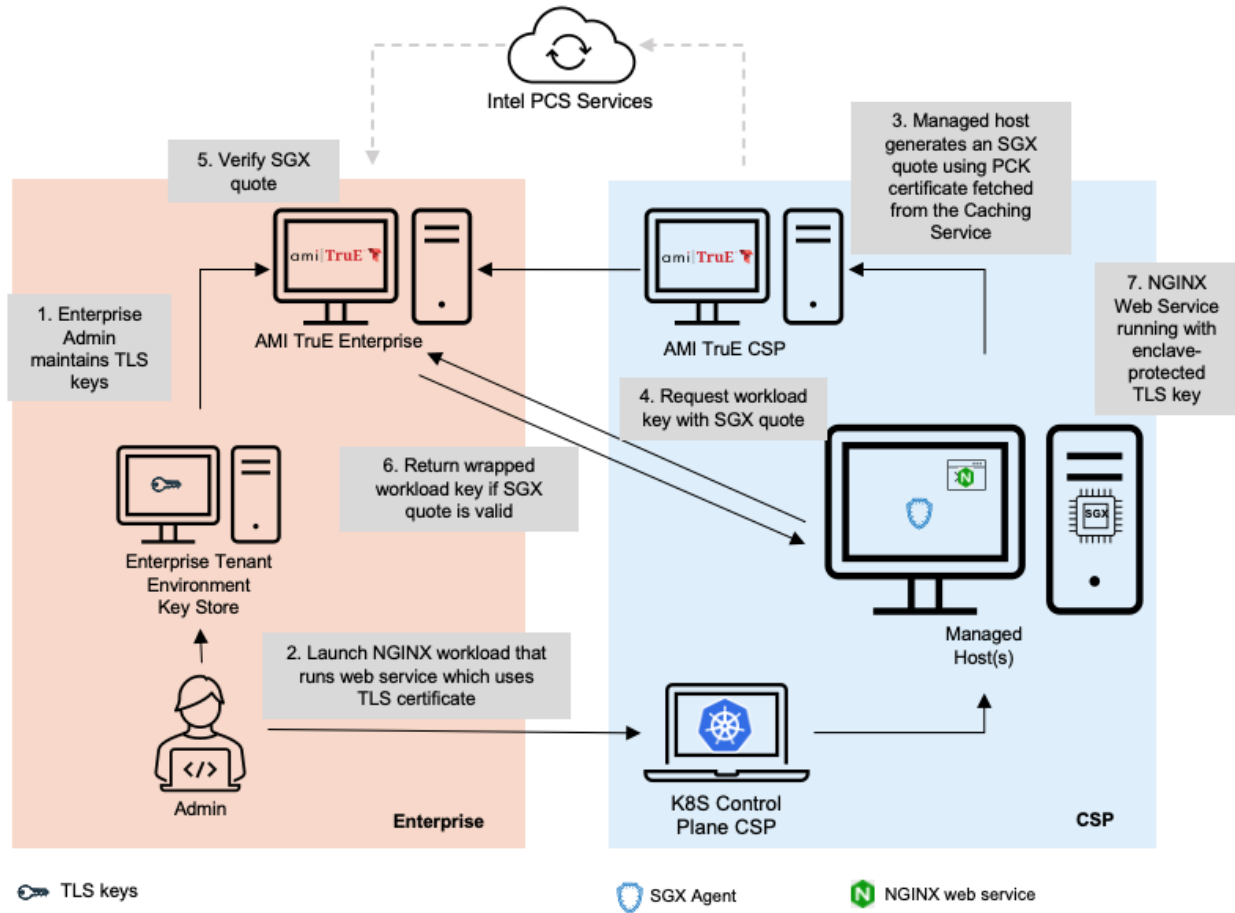 Intel PCS Services
3. Managed host
generates an SGX
quote using PCK
certificate fetched
from the Caching
Service
5. Verify SGX
quote
ami|TruE
ami|TruE
1. Enterprise
Admin
maintains TLS
keys
AMI TruE Enterprise
AMI TruE CSP
7. NGINX
Web Service
running with
enclave-
protected
TLS key
4. Request workload
key with SGX quote
6. Return wrapped
workload key if SGX
quote is valid
N
SGX
Enterprise Tenant
Environment
Key Store
Managed
Host(s)
2. Launch NGINX workload that
runs web service which uses
TLS certificate
</>
Admin
K8S Control
Plane CSP
Enterprise
CSP
TLS keys
SGX Agent
N
NGINX web service